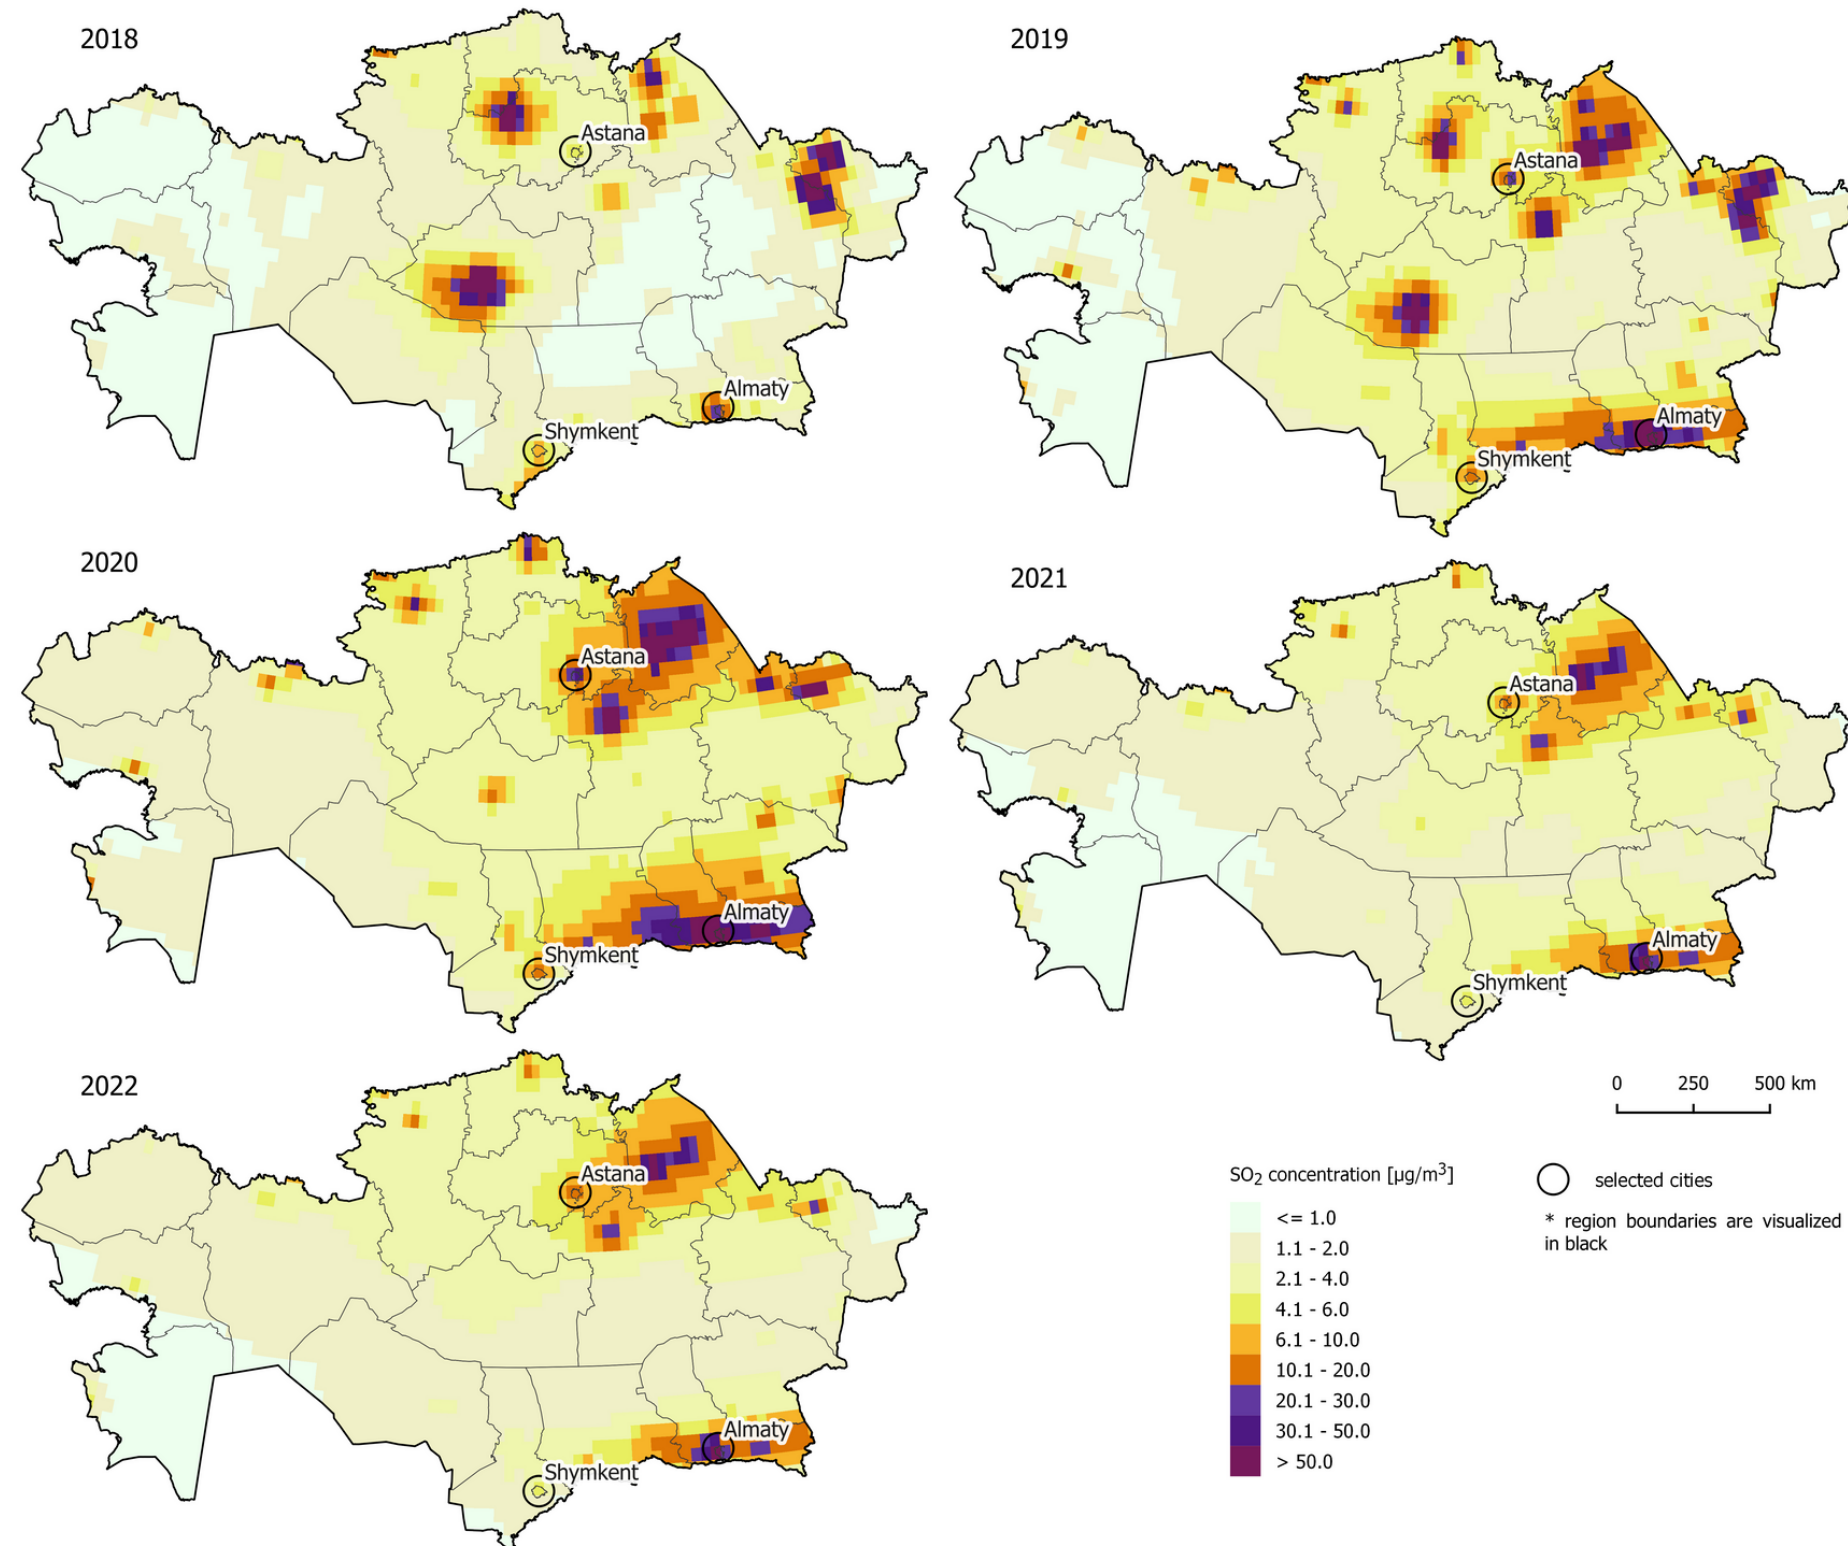 2018
Astana
Almaty
Shymkent
2019
Astana
Almaty
Shymkent
2020
Astana
Almaty
Shymkent
2021
Astana
Almaty
Shymkent
2022
Astana
Almaty
Shymkent
0 250 500 km
SO₂ concentration [µg/m³]
<= 1.0
1.1 - 2.0
2.1 - 4.0
4.1 - 6.0
6.1 - 10.0
10.1 - 20.0
20.1 - 30.0
30.1 - 50.0
> 50.0
selected cities
* region boundaries are visualized
in black